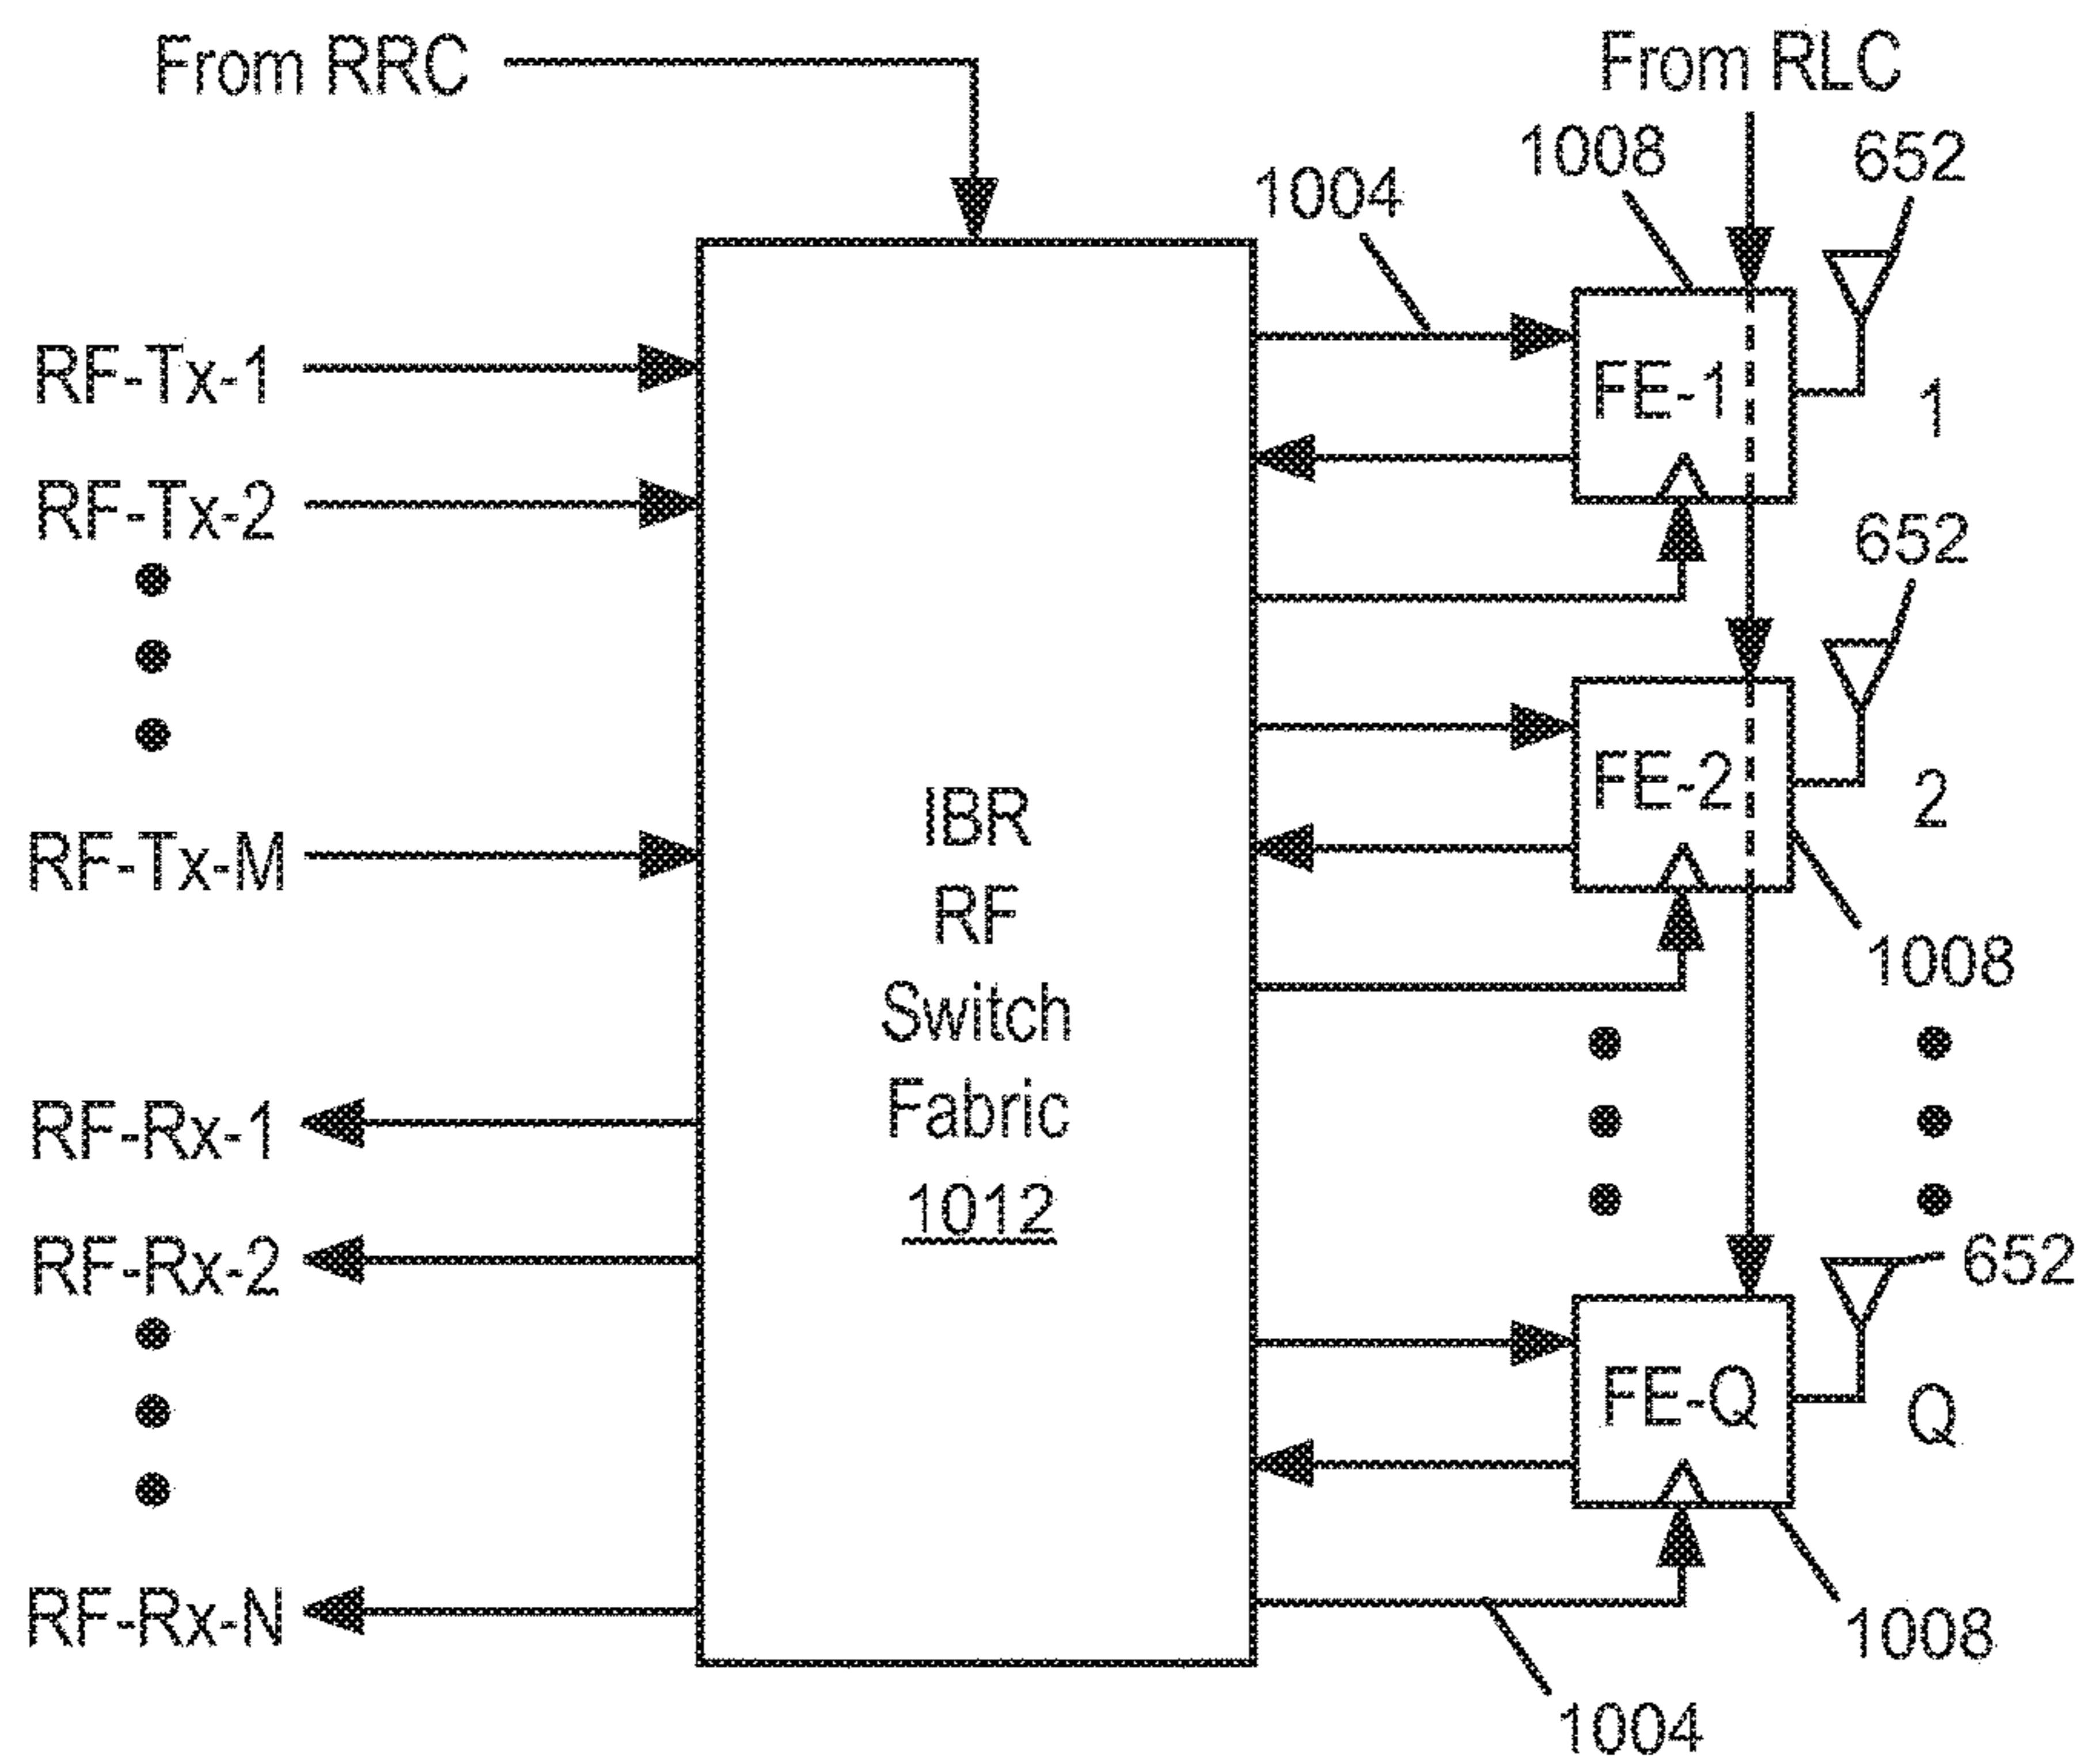 From RRC
From RLC
1008
652
1004
RF-Tx-1
FE-1
1
RF-Tx-2
652
FE-2
2
RF-Tx-M
IBR
RF
Switch
Fabric
1012
1008
RF-Rx-1
RF-Rx-2
652
FE-Q
Q
RF-Rx-N
1008
1004